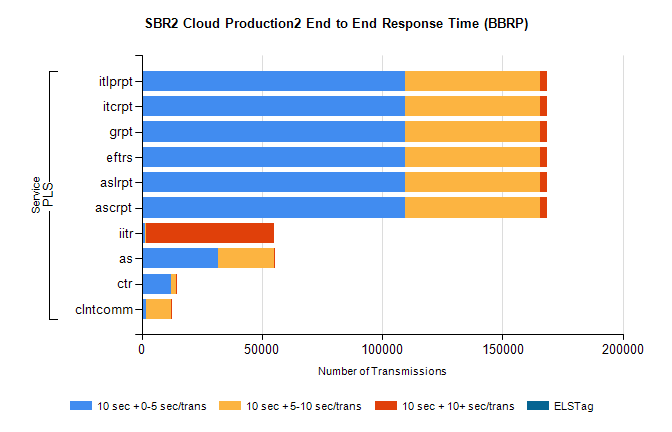 SBR2 Cloud Production2 End to End Response Time (BBRP)
Service
PLS
itlprpt
itcrpt
grpt
eftrs
aslrpt
ascrpt
iitr
as
ctr
clntcomm
0 50000 100000 150000 200000
Number of Transmissions
10 sec +0-5 sec/trans 10 sec +5-10 sec/trans 10 sec + 10+ sec/trans ELSTag